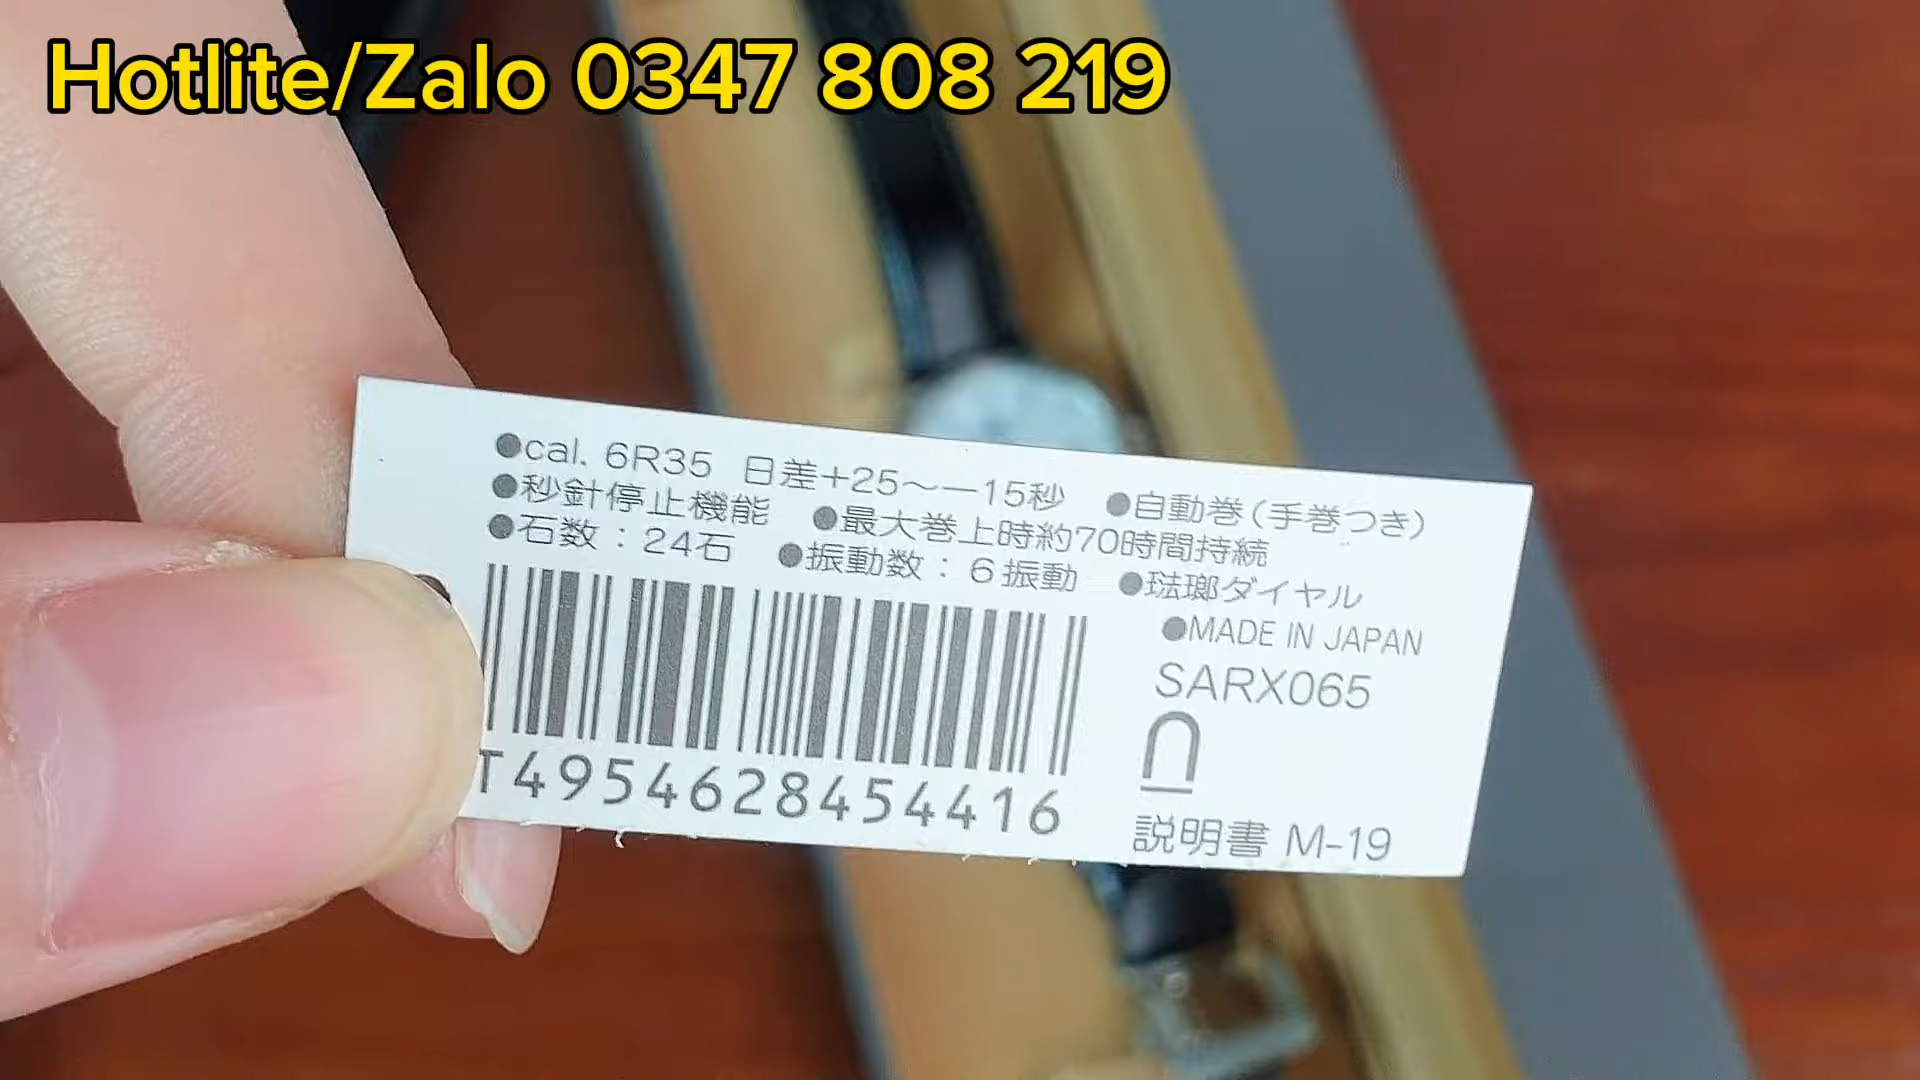 Hotlite/Zalo 0347 808 219
●cal. 6R35 日差+25～―15秒 ●自動巻(手巻つき)
●秒針停止機能 ●最大巻上時約70時間持続
●石数：24石 ●振動数：6振動 ●琺瑯ダイヤル
●MADE IN JAPAN
SARX065
T4954628454416
説明書 M-19